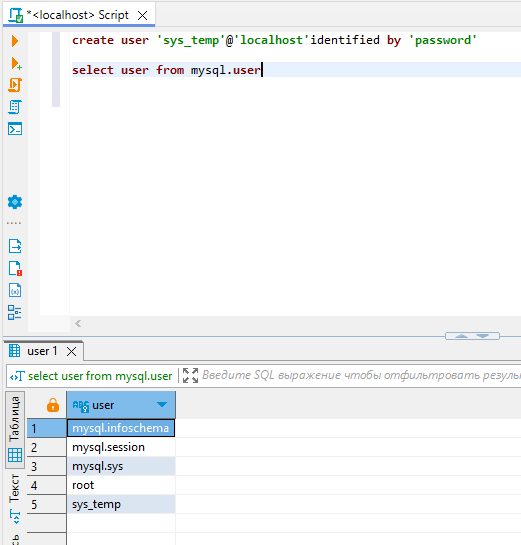 *<localhost> Script
create user 'sys_temp'@'localhost'identified by 'password'
select user from mysql.user
user 1
select user from mysql.user
Введите SQL выражение чтобы отфильтровать
Таблица
Текст
user
1 mysql.infoschema
2 mysql.session
3 mysql.sys
4 root
5 sys_temp